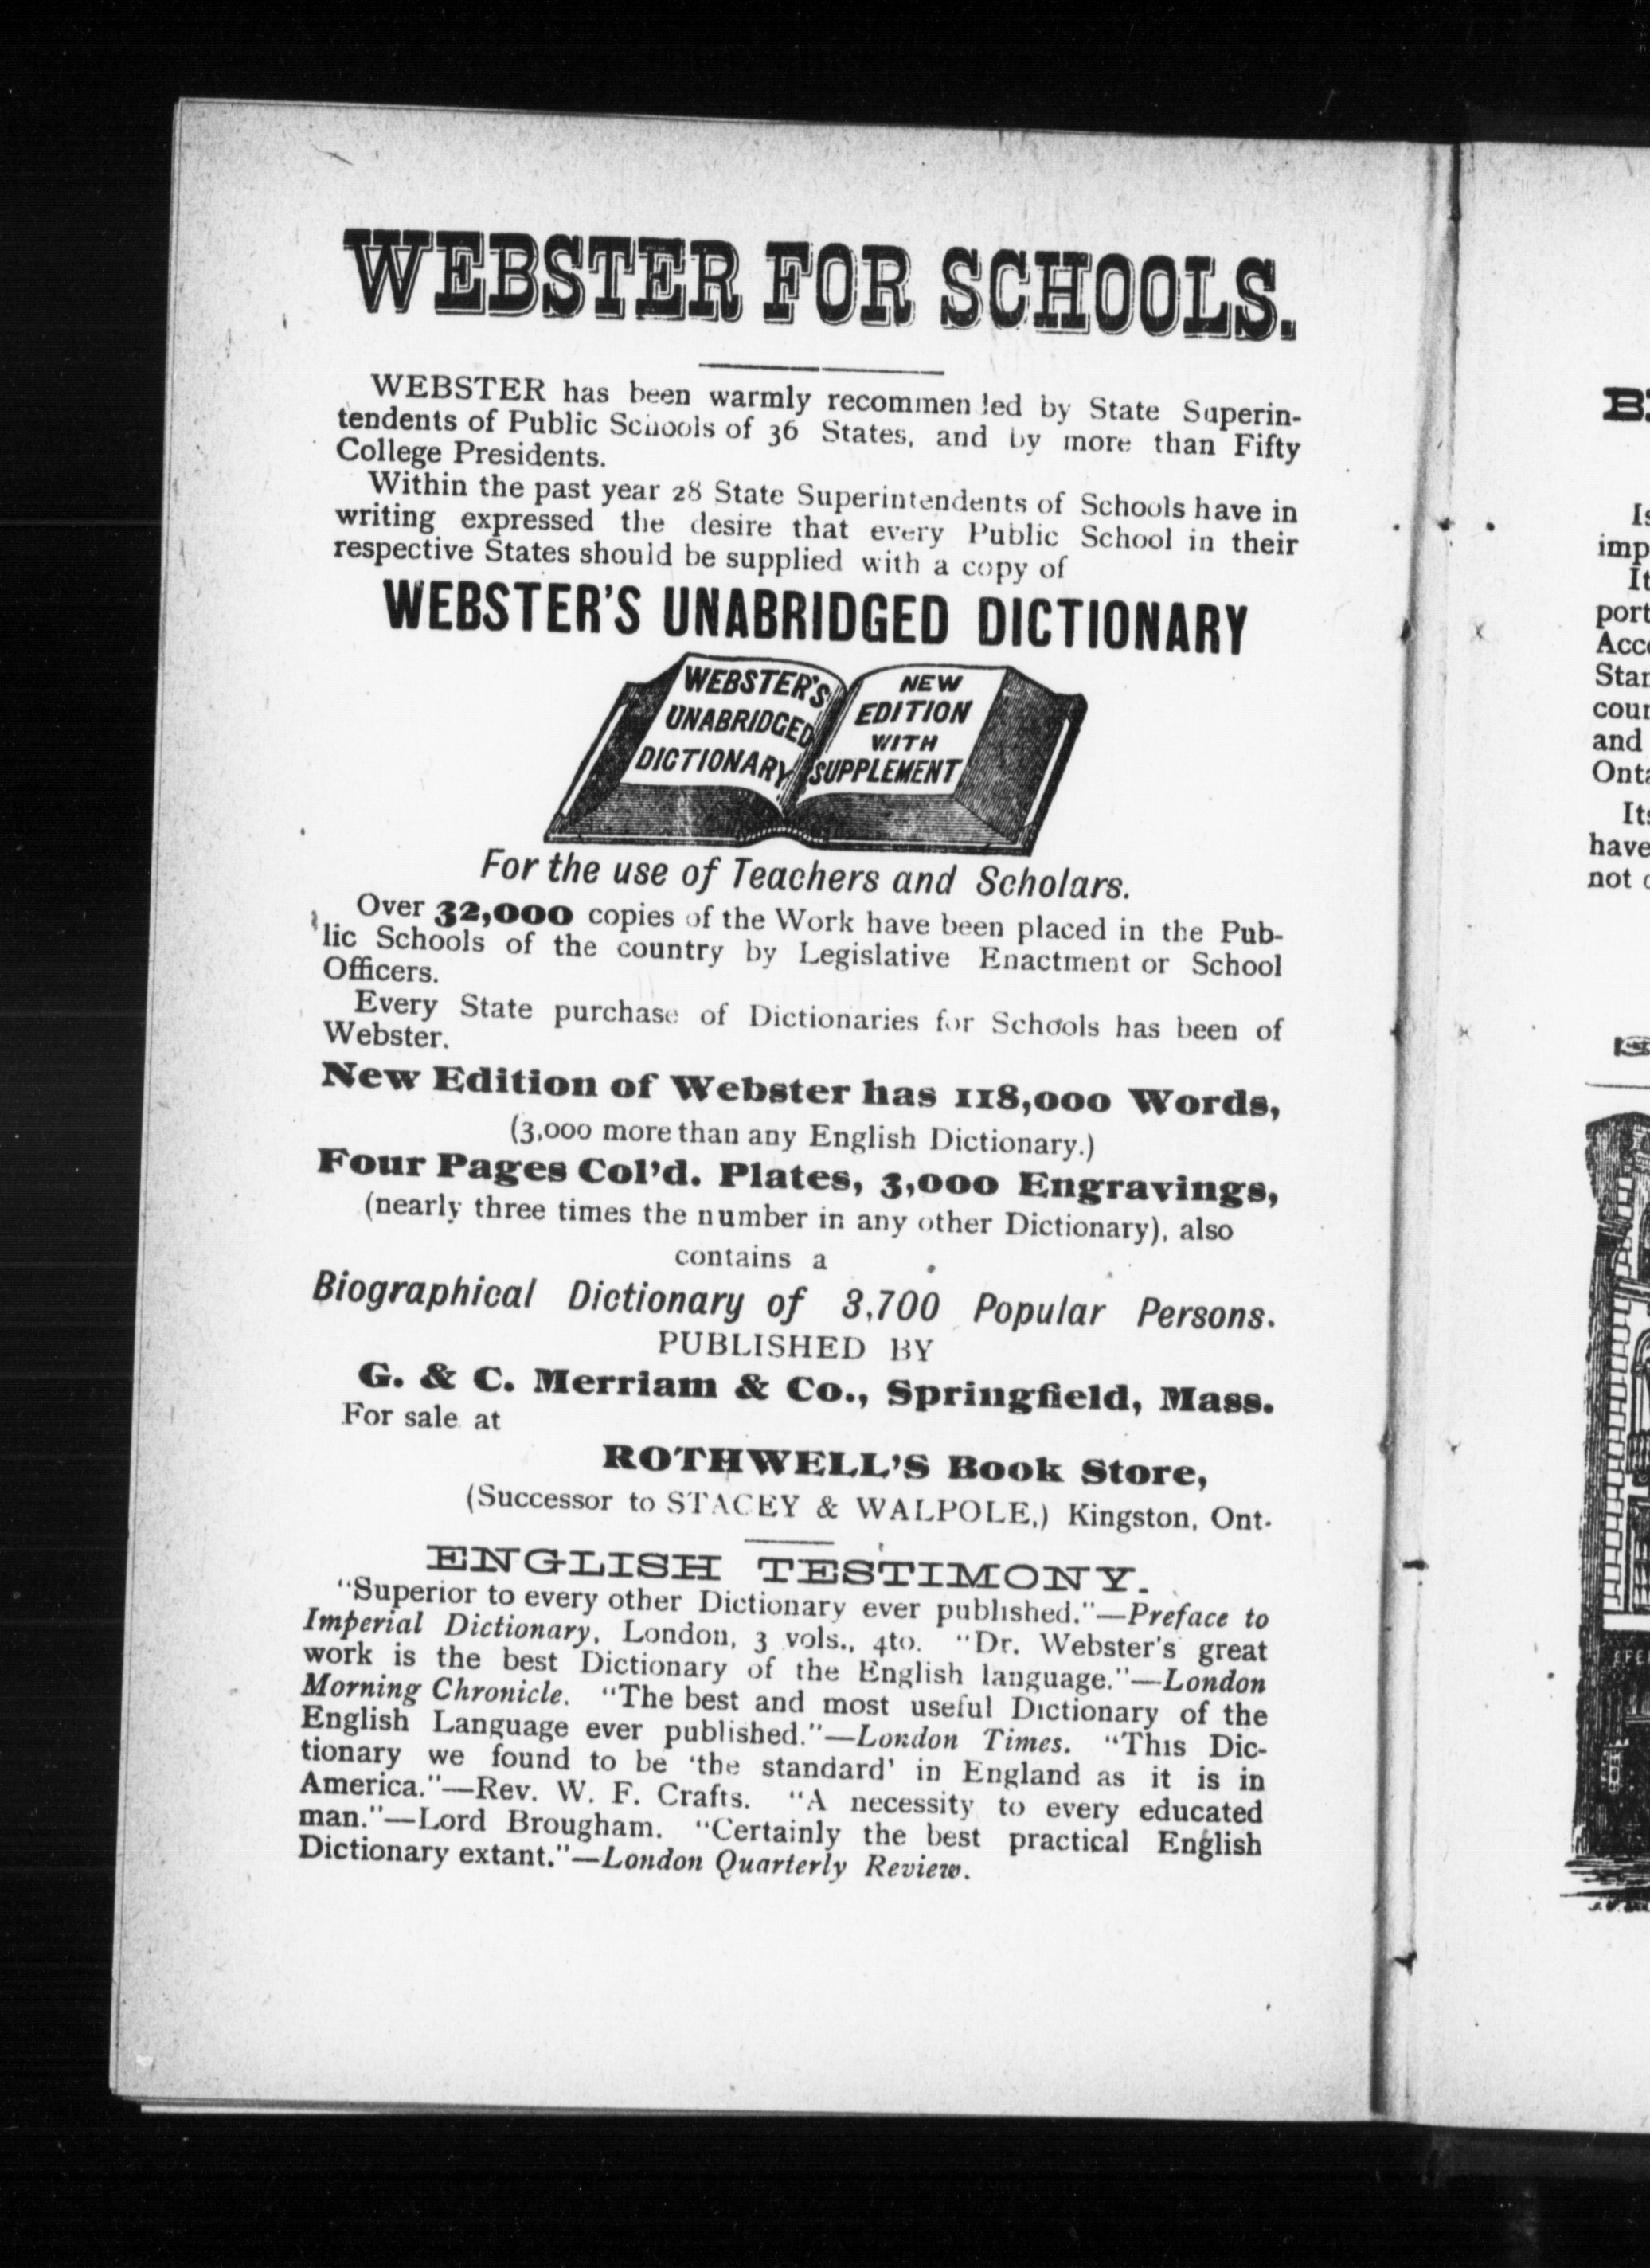 WEBSTER FOR SCHOOLS.
WEBSTER has been warmly recommen led by State Superin-
tendents of Public Schools of 36 States, and by more than Fifty
College Presidents.
Within the past year 28 State Superintendents of Schools have in
writing expressed the desire that every Public School in their
respective States should be supplied with a copy of
WEBSTER'S UNABRIDGED DICTIONARY
WEBSTER'S
UNABRIDGED
DICTIONARY
NEW
EDITION
WITH
SUPPLEMENT
For the use of Teachers and Scholars.
Over 32,000 copies of the Work have been placed in the Pub-
lic Schools of the country by Legislative Enactment or School
Officers.
Every State purchase of Dictionaries for Schools has been of
Webster.
New Edition of Webster has 118,000 Words,
(3,000 more than any English Dictionary.)
Four Pages Col'd. Plates, 3,000 Engravings,
(nearly three times the number in any other Dictionary), also
contains a
Biographical Dictionary of 3,700 Popular Persons.
PUBLISHED BY
G. & C. Merriam & Co., Springfield, Mass.
For sale at
ROTHWELL'S Book Store,
(Successor to STACEY & WALPOLE,) Kingston, Ont.
ENGLISH TESTIMONY.
"Superior to every other Dictionary ever published."—Preface to
Imperial Dictionary, London, 3 vols., 4to. "Dr. Webster's great
work is the best Dictionary of the English language."—London
Morning Chronicle. "The best and most useful Dictionary of the
English Language ever published."—London Times. "This Dic-
tionary we found to be 'the standard' in England as it is in
America."—Rev. W. F. Crafts. "A necessity to every educated
man."—Lord Brougham. "Certainly the best practical English
Dictionary extant."—London Quarterly Review.
imp
It
port
Acc
Star
cour
and
Ont
Its
have
not